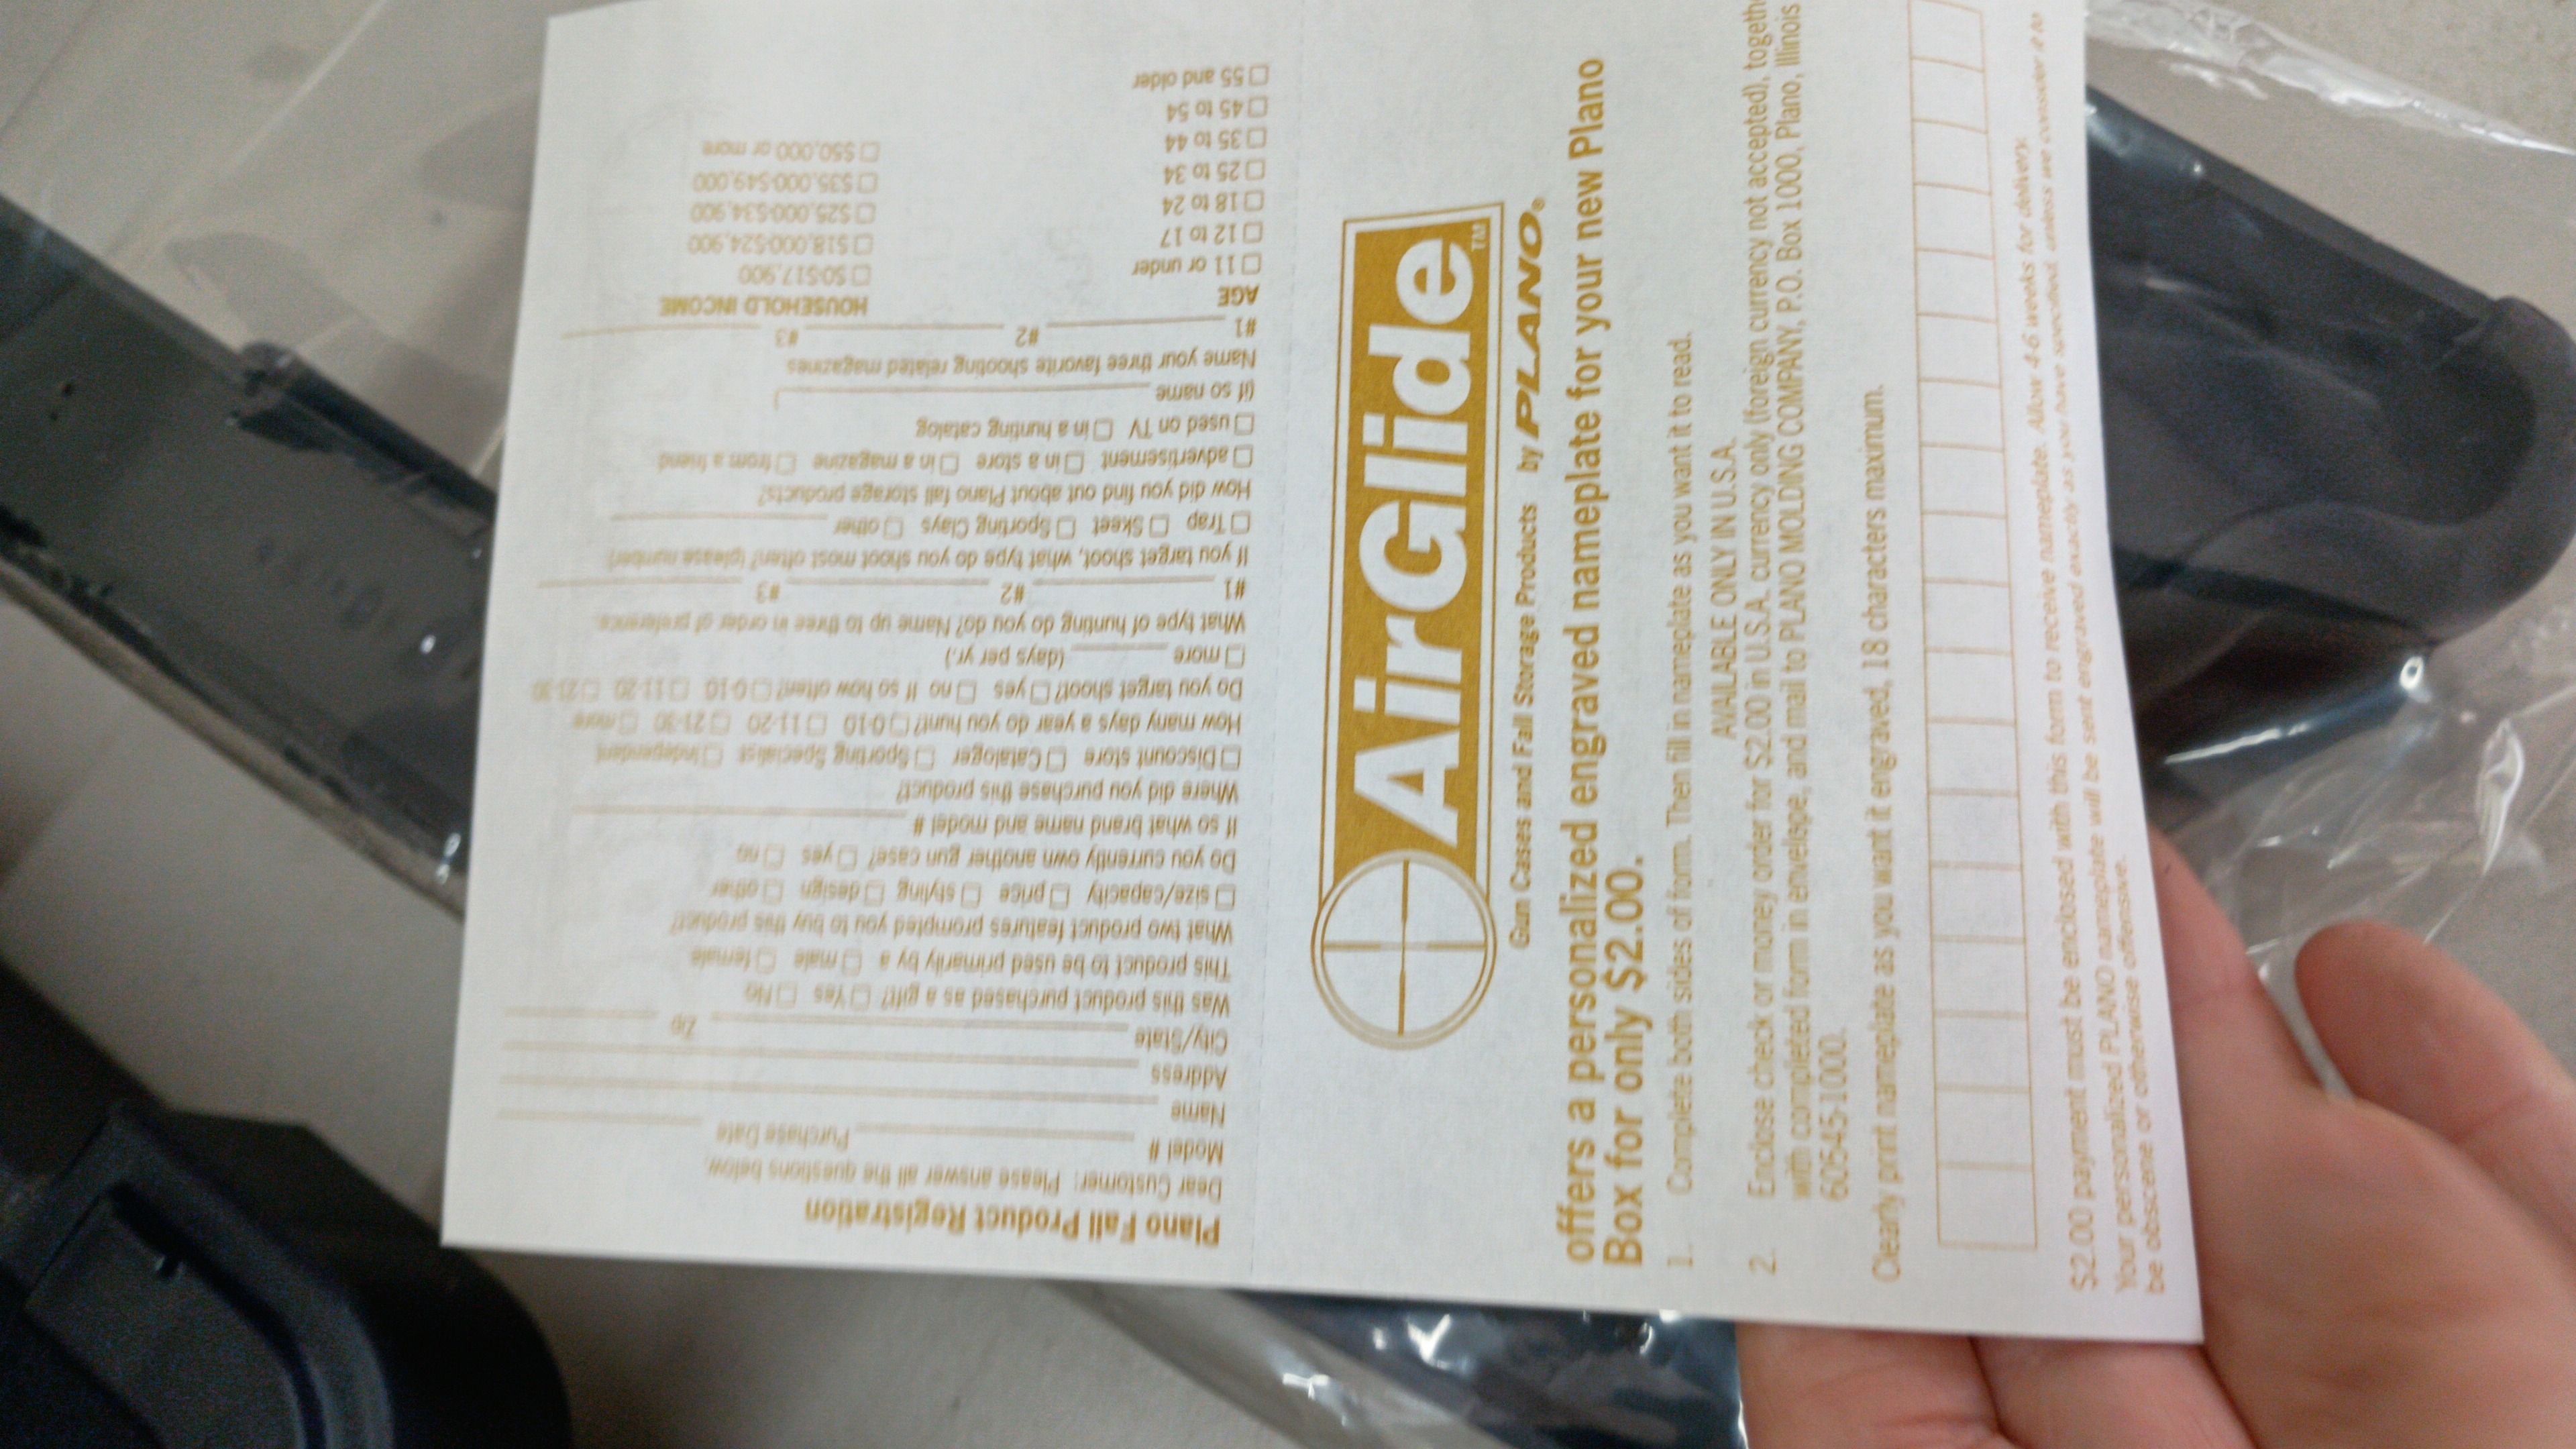 Plano Fall Product Registration
Dear Customer: Please answer all the questions below.
Model # Purchase Date
Name
Address
City/State Zip
Was this product purchased as a gift? ☐ Yes ☐ No
This product to be used primarily by a ☐ male ☐ female
What two product features prompted you to buy this product?
☐ size/capacity ☐ price ☐ styling ☐ design ☐ other
Do you currently own another gun case? ☐ yes ☐ no
If so what brand name and model #
Where did you purchase this product?
☐ Discount store ☐ Cataloger ☐ Sporting Specialist ☐ Independent
How many days a year do you hunt? ☐ 0-10 ☐ 11-20 ☐ 21-30 ☐ more
Do you target shoot? ☐ yes ☐ no If so how often? ☐ 0-10 ☐ 11-20 ☐ 21-30
☐ more (days per yr.)
What type of hunting do you do? Name up to three in order of preference.
#1 #2 #3
If you target shoot, what type do you shoot most often? (please number)
☐ Trap ☐ Skeet ☐ Sporting Clays ☐ other
How did you find out about Plano fall storage products?
☐ advertisement ☐ in a store ☐ in a magazine ☐ from a friend
☐ used on TV ☐ in a hunting catalog
(if so name
Name your three favorite shooting related magazines
#1 #2 #3
AGE HOUSEHOLD INCOME
☐ 11 or under ☐ $0-$17,900
☐ 12 to 17 ☐ $18,000-$24,900
☐ 18 to 24 ☐ $25,000-$34,900
☐ 25 to 34 ☐ $35,000-$49,000
☐ 35 to 44 ☐ $50,000 or more
☐ 45 to 54
☐ 55 and older
AirGlide™
Gun Cases and Fall Storage Products by PLANO®
offers a personalized engraved nameplate for your new Plano
Box for only $2.00.
1. Complete both sides of form. Then fill in nameplate as you want it to read.
AVAILABLE ONLY IN U.S.A.
2. Enclose check or money order for $2.00 in U.S.A. currency only (foreign currency not accepted), togeth
with completed form in envelope, and mail to PLANO MOLDING COMPANY, P.O. Box 1000, Plano, Illinois
60545-1000.
Clearly print nameplate as you want it engraved, 18 characters maximum.
$2.00 payment must be enclosed with this form to receive nameplate. Allow 4-6 weeks for delivery.
Your personalized PLANO nameplate will be sent engraved exactly as you have specified, unless we consider it to
be obscene or otherwise offensive.